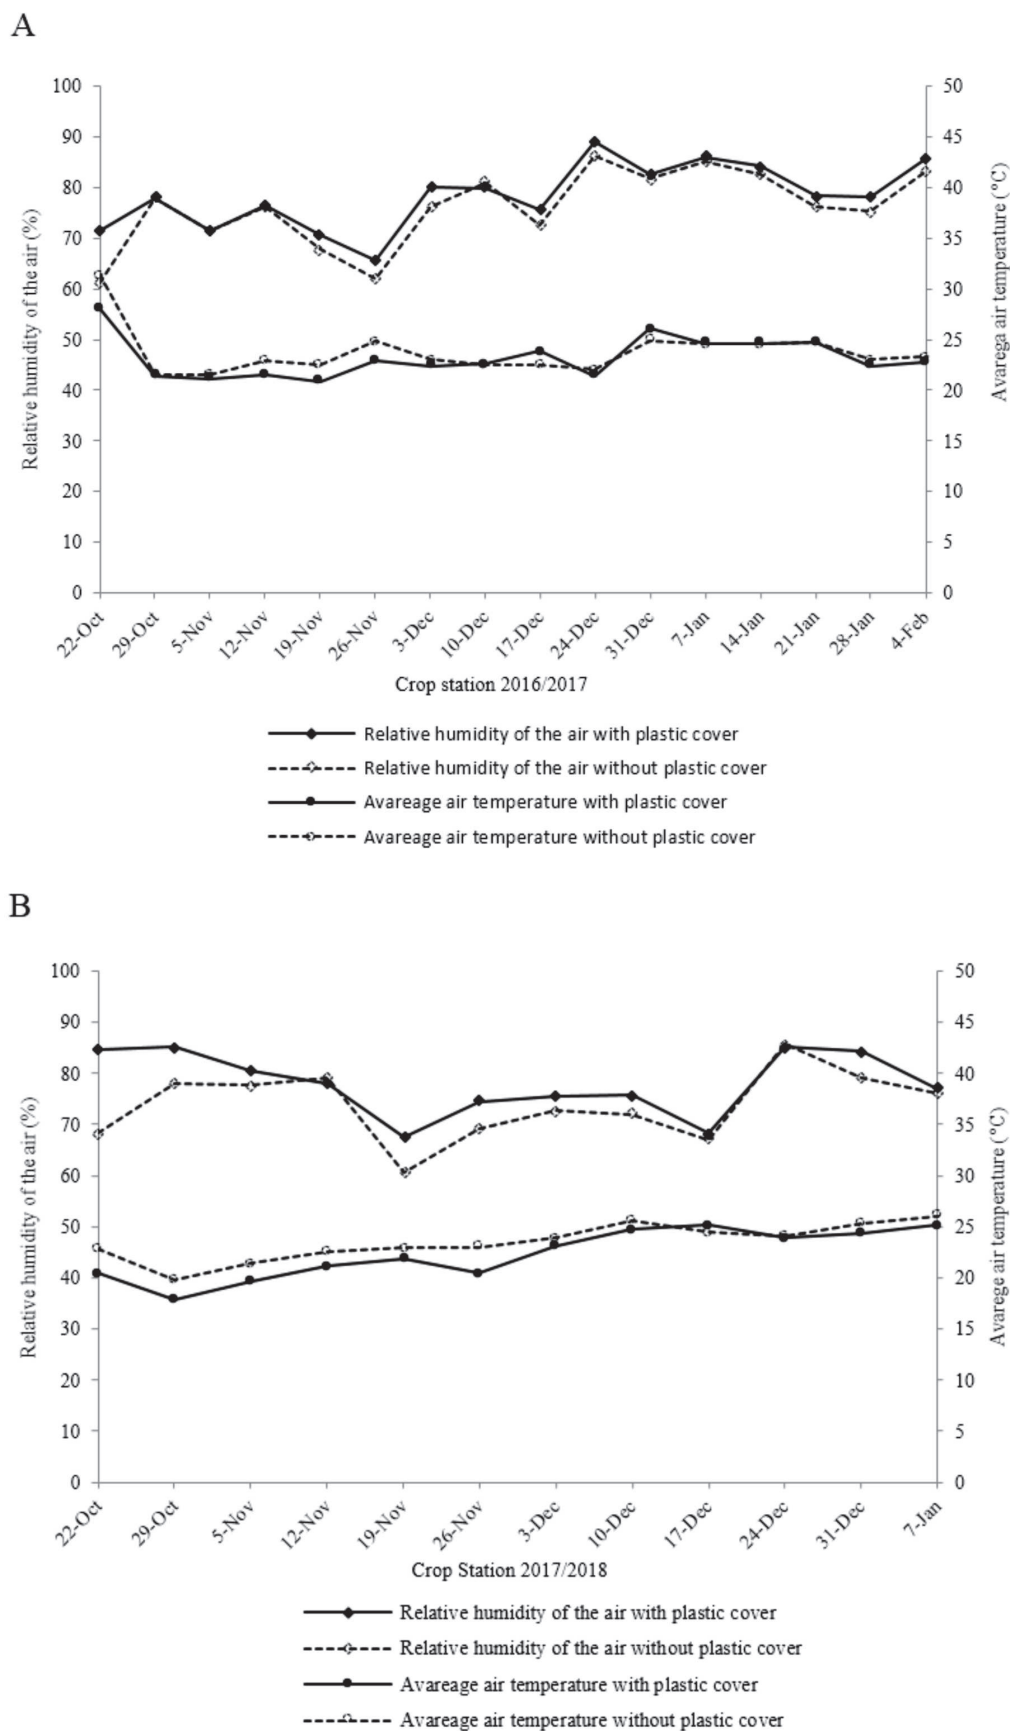 A
100
90
80
70
60
50
40
30
20
10
0
Relative humidity of the air (%)
50
45
40
35
30
25
20
15
10
5
0
Avarega air temperature (°C)
22-Oct
29-Oct
5-Nov
12-Nov
19-Nov
26-Nov
3-Dec
10-Dec
17-Dec
24-Dec
31-Dec
7-Jan
14-Jan
21-Jan
28-Jan
4-Feb
Crop station 2016/2017
Relative humidity of the air with plastic cover
Relative humidity of the air without plastic cover
Avareage air temperature with plastic cover
Avareage air temperature without plastic cover
B
100
90
80
70
60
50
40
30
20
10
0
Relative humidity of the air (%)
50
45
40
35
30
25
20
15
10
5
0
Avarege air temperature (°C)
22-Oct
29-Oct
5-Nov
12-Nov
19-Nov
26-Nov
3-Dec
10-Dec
17-Dec
24-Dec
31-Dec
7-Jan
Crop Station 2017/2018
Relative humidity of the air with plastic cover
Relative humidity of the air without plastic cover
Avareage air temperature with plastic cover
Avareage air temperature without plastic cover